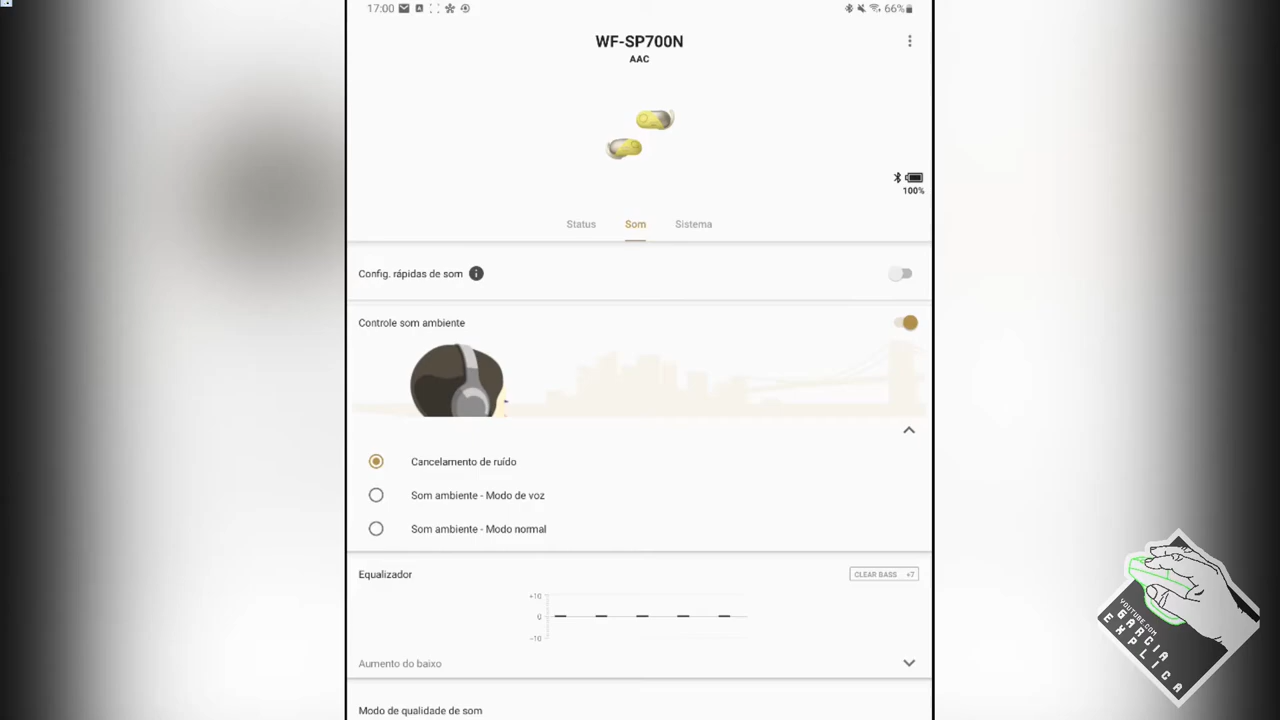 17:00
66%
WF-SP700N
AAC
100%
Status Som Sistema
Config. rápidas de som
Controle som ambiente
Cancelamento de ruído
Som ambiente - Modo de voz
Som ambiente - Modo normal
Equalizador
CLEAR BASS +7
+10
0
-10
Aumento do baixo
Modo de qualidade de som
YOUTUBE.COM
GARCIA
EXPLICA